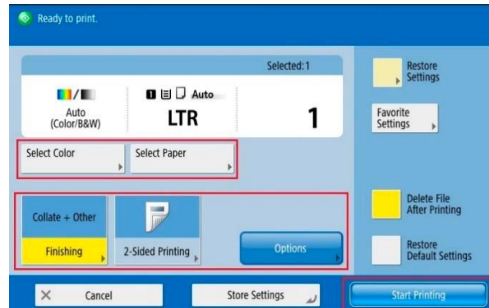 Ready to print.
Selected:1
Auto
(Color/B&W)
1 Auto
LTR
1
Restore
Settings
Favorite
Settings
Select Color
Select Paper
Collate + Other
Finishing
2-Sided Printing
Options
Delete File
After Printing
Restore
Default Settings
Cancel
Store Settings
Start Printing